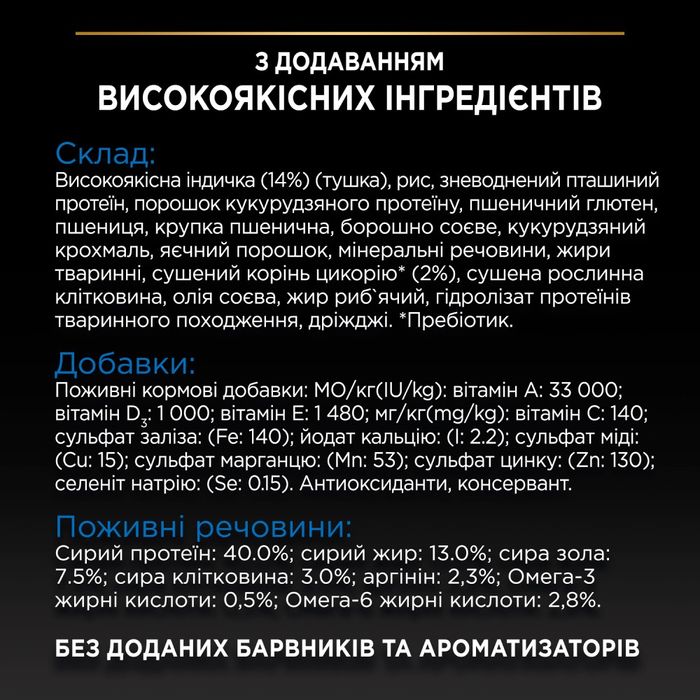 З ДОДАВАННЯМ
ВИСОКОЯКІСНИХ ІНГРЕДІЄНТІВ
Склад:
Високоякісна індичка (14%) (тушка), рис, зневоднений пташиний
протеїн, порошок кукурудзяного протеїну, пшеничний глютен,
пшениця, крупка пшенична, борошно соєве, кукурудзяний
крохмаль, яєчний порошок, мінеральні речовини, жири
тваринні, сушений корінь цикорію* (2%), сушена рослинна
клітковина, олія соєва, жир риб`ячий, гідролізат протеїнів
тваринного походження, дріжджі. *Пребіотик.
Добавки:
Поживні кормові добавки: МО/кг(IU/kg): вітамін А: 33 000;
вітамін D3: 1 000; вітамін Е: 1 480; мг/кг(mg/kg): вітамін С: 140;
сульфат заліза: (Fe: 140); йодат кальцію: (I: 2.2); сульфат міді:
(Cu: 15); сульфат марганцю: (Mn: 53); сульфат цинку: (Zn: 130);
селеніт натрію: (Se: 0.15). Антиоксиданти, консервант.
Поживні речовини:
Сирий протеїн: 40.0%; сирий жир: 13.0%; сира зола:
7.5%; сира клітковина: 3.0%; аргінін: 2,3%; Омега-3
жирні кислоти: 0,5%; Омега-6 жирні кислоти: 2,8%.
БЕЗ ДОДАНИХ БАРВНИКІВ ТА АРОМАТИЗАТОРІВ